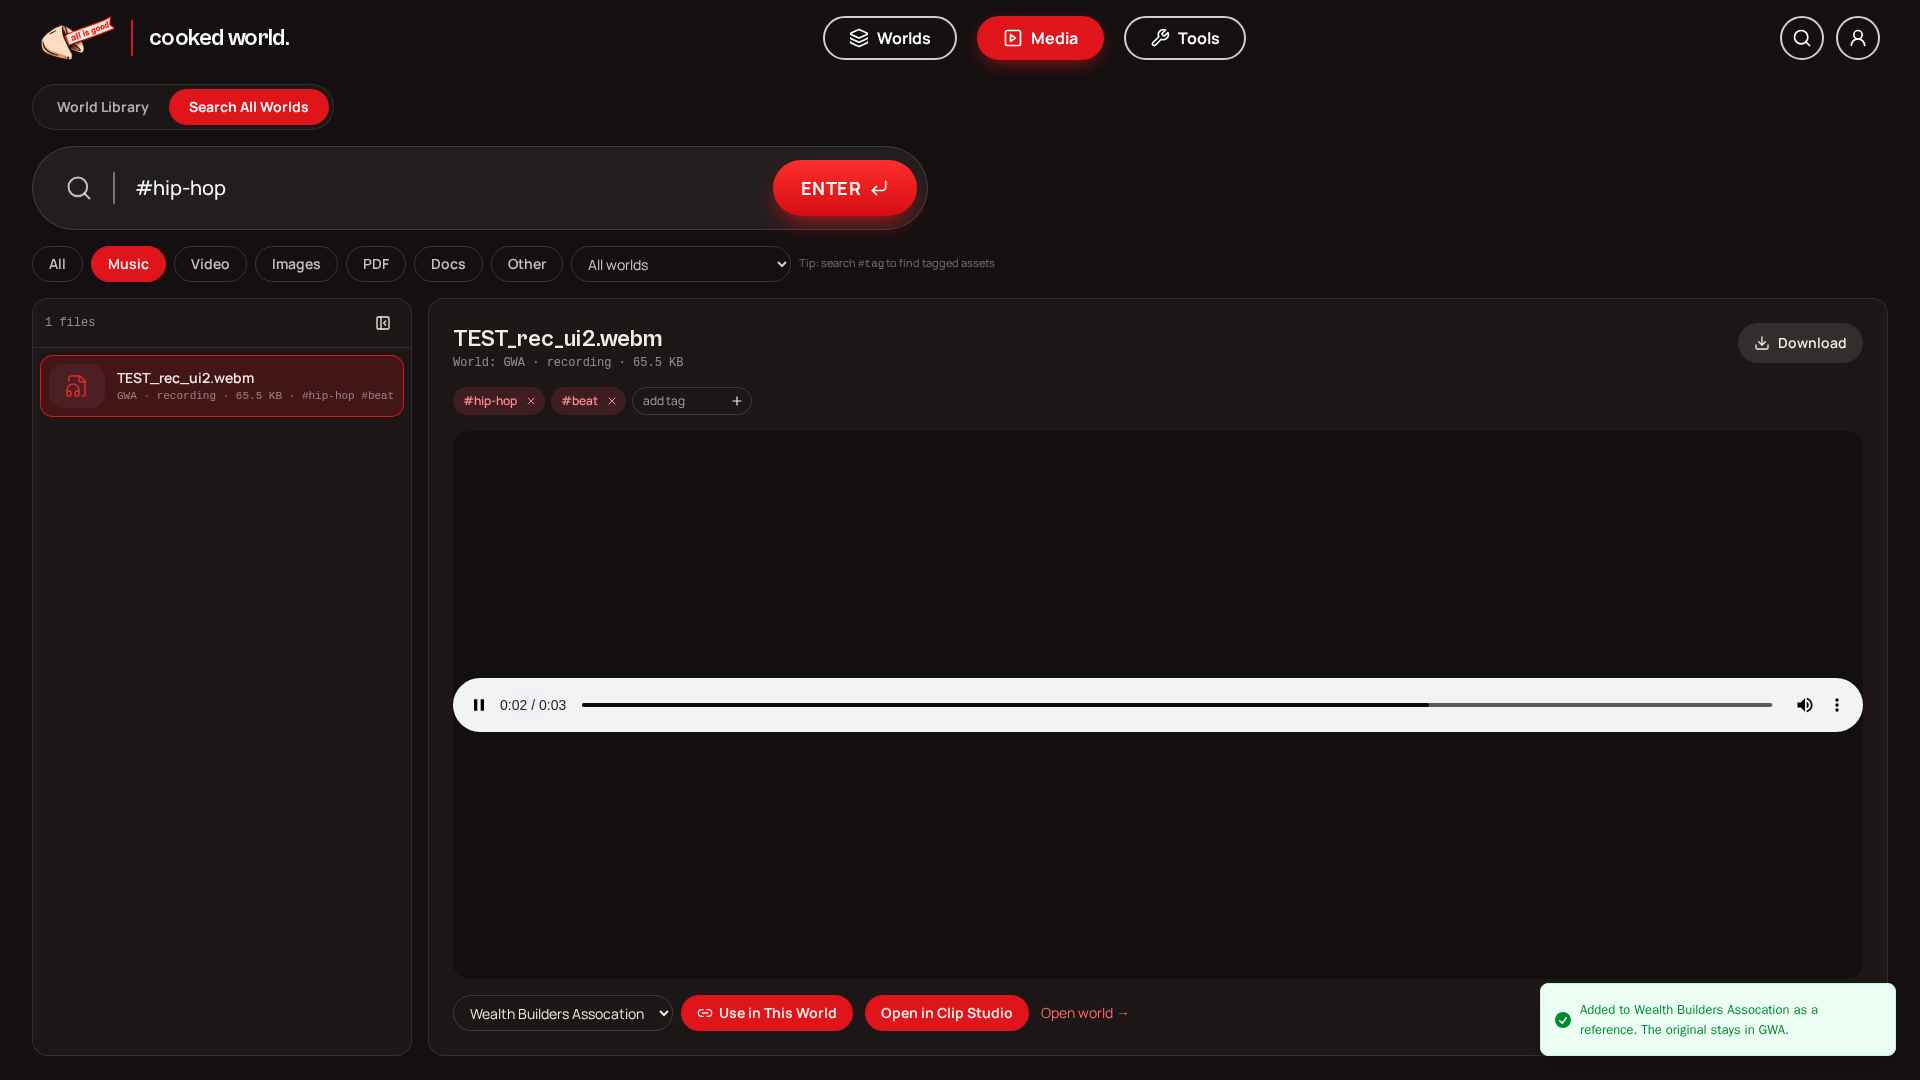 all is good
cooked world.
Worlds
Media
Tools
World Library
Search All Worlds
#hip-hop
ENTER
All
Music
Video
Images
PDF
Docs
Other
All worlds
Tip: search #tag to find tagged assets
1 files
TEST_rec_ui2.webm
GWA · recording · 65.5 KB · #hip-hop #beat
TEST_rec_ui2.webm
World: GWA · recording · 65.5 KB
Download
#hip-hop ×
#beat ×
add tag +
0:02 / 0:03
Wealth Builders Assocation
Use in This World
Open in Clip Studio
Open world →
Added to Wealth Builders Assocation as a
reference. The original stays in GWA.